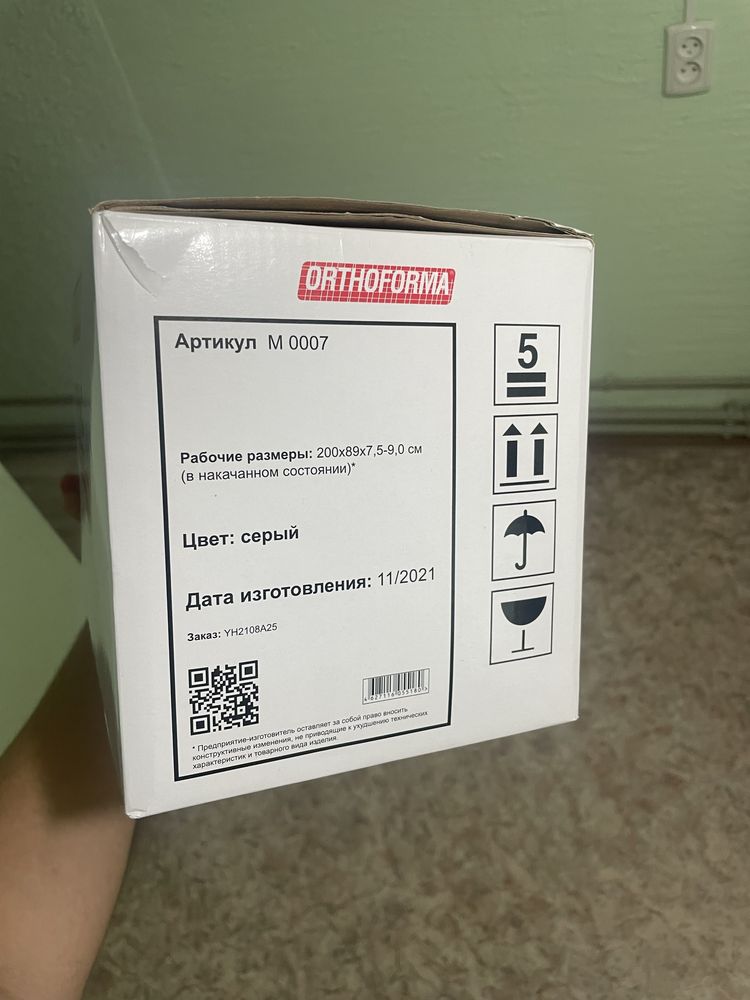 ORTHOFORMA
Артикул M 0007
5
Рабочие размеры: 200х89х7,5-9,0 см
(в накачанном состоянии)*
Цвет: серый
Дата изготовления: 11/2021
Заказ: YH2108A25
4627116055180
* Предприятие-изготовитель оставляет за собой право вносить
конструктивные изменения, не приводящие к ухудшению технических
характеристик и товарного вида изделия.